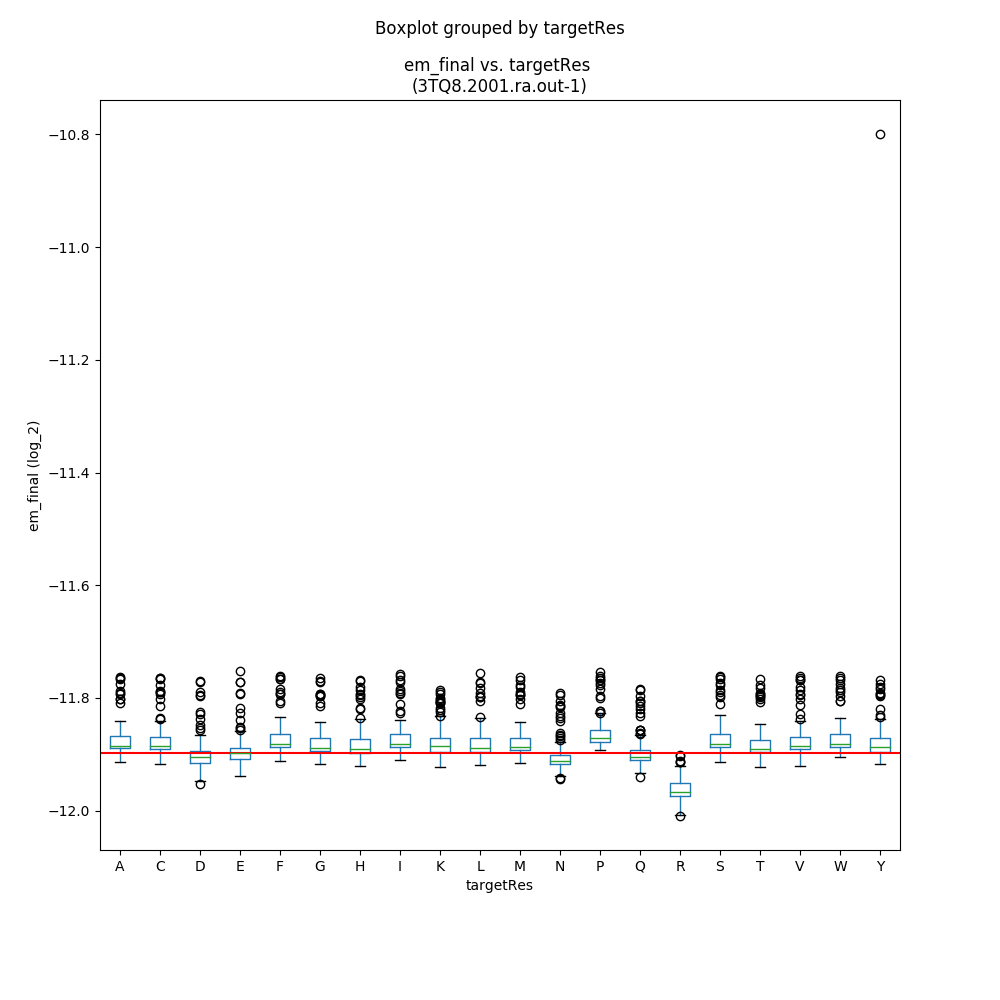 Boxplot grouped by targetRes
em_final vs. targetRes
(3TQ8.2001.ra.out-1)
−10.8
−11.0
−11.2
−11.4
−11.6
−11.8
−12.0
em_final (log_2)
A C D E F G H I K L M N P Q R S T V W Y
targetRes